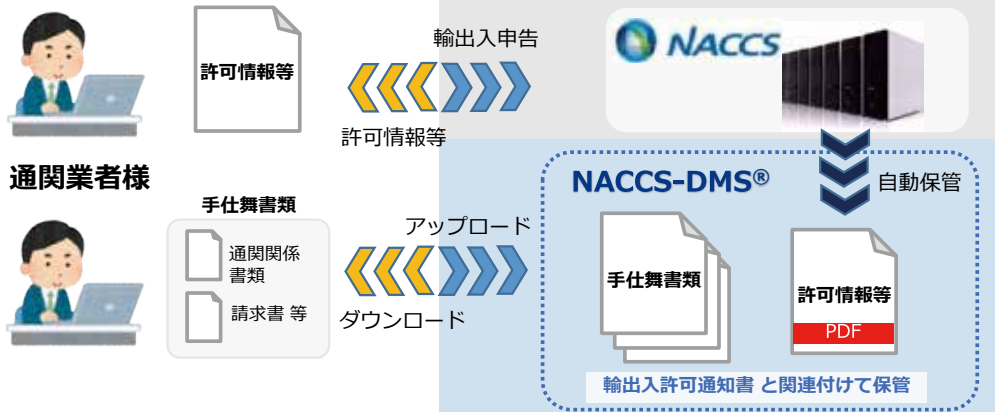 許可情報等
輸出入申告
許可情報等
NACCS
通関業者様
自動保管
NACCS-DMS®
手仕舞書類
通関関係
書類
請求書 等
アップロード
ダウンロード
手仕舞書類
許可情報等
PDF
輸出入許可通知書 と関連付けて保管